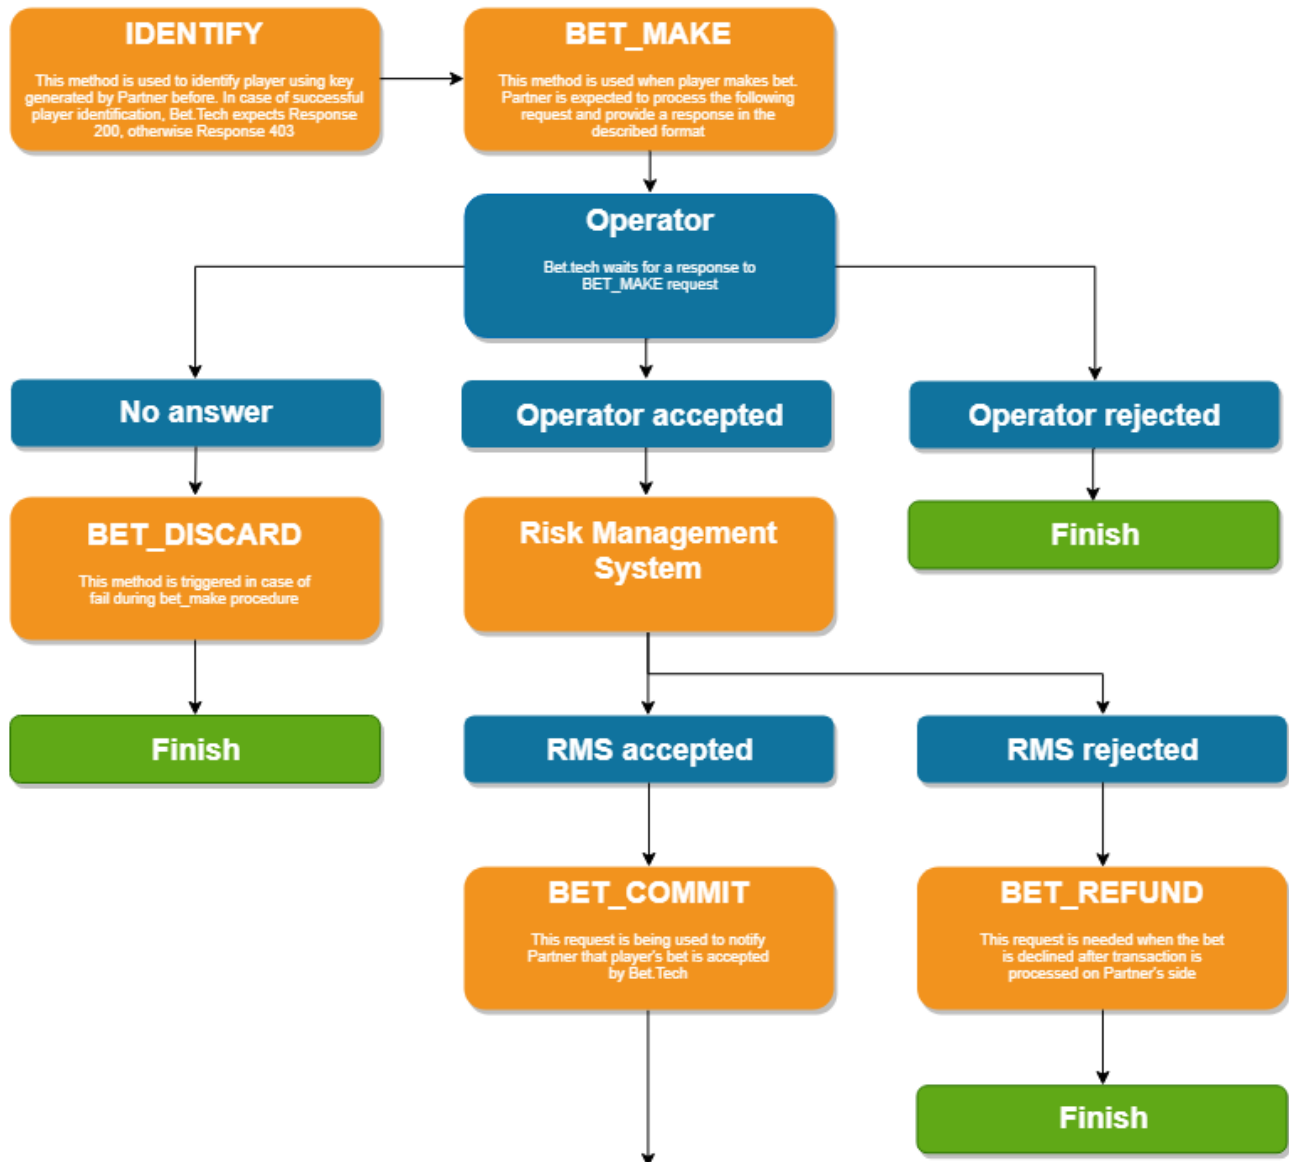 IDENTIFY
This method is used to identify player using key
generated by Partner before. In case of successful
player identification, Bet.Tech expects Response
200, otherwise Response 403
BET_MAKE
This method is used when player makes bet.
Partner is expected to process the following
request and provide a response in the
described format
Operator
Bet.tech waits for a response to
BET_MAKE request
No answer
Operator accepted
Operator rejected
BET_DISCARD
This method is triggered in case of
fail during bet_make procedure
Risk Management
System
Finish
Finish
RMS accepted
RMS rejected
BET_COMMIT
This request is being used to notify
Partner that player's bet is accepted
by Bet.Tech
BET_REFUND
This request is needed when the bet
is declined after transaction is
processed on Partner's side
Finish